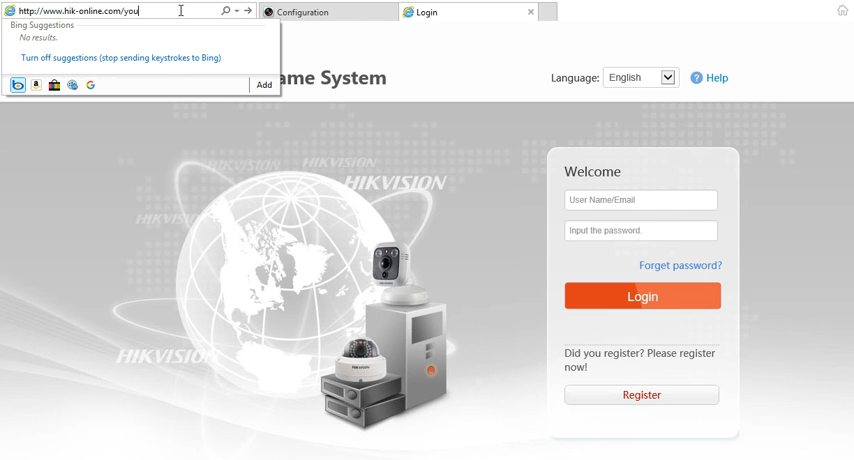 http://www.hik-online.com/you
Configuration
Login
Bing Suggestions
No results.
Turn off suggestions (stop sending keystrokes to Bing)
Add
ame System
Language:
English
Help
HIKVISION
HIKVISION
HIKVISION
HIKVISION
Welcome
User Name/Email
Input the password.
Forget password?
Login
Did you register? Please register
now!
Register